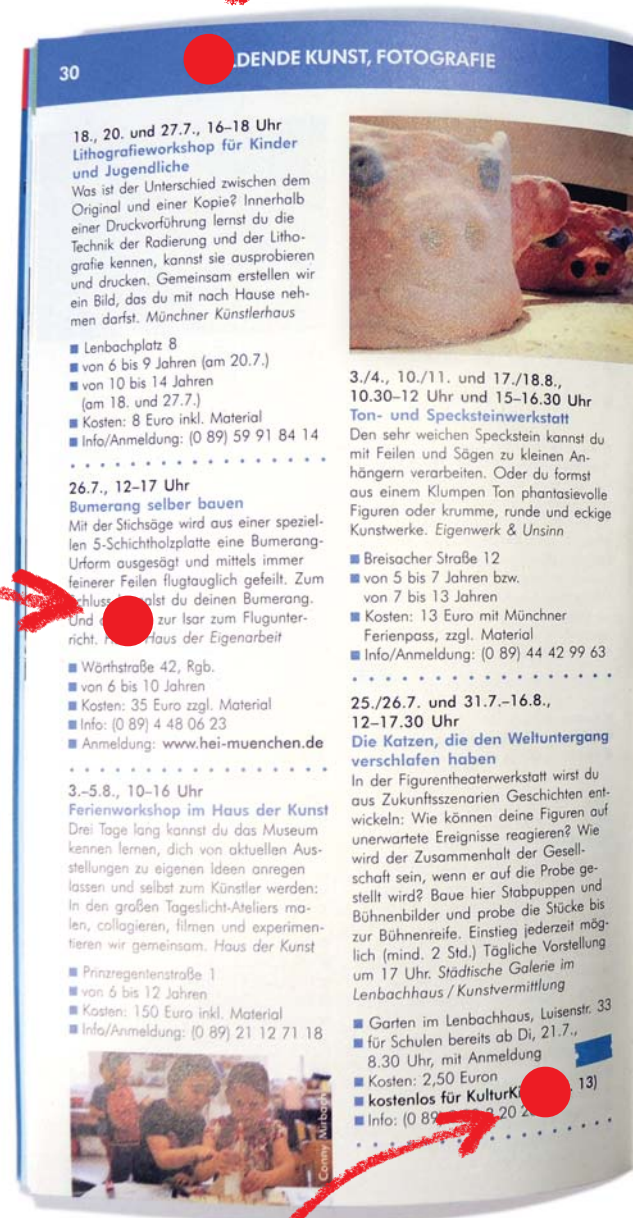 30
DENDE KUNST, FOTOGRAFIE
18., 20. und 27.7., 16–18 Uhr
Lithografieworkshop für Kinder
und Jugendliche
Was ist der Unterschied zwischen dem
Original und einer Kopie? Innerhalb
einer Druckvorführung lernst du die
Technik der Radierung und der Litho-
grafie kennen, kannst sie ausprobieren
und drucken. Gemeinsam erstellen wir
ein Bild, das du mit nach Hause neh-
men darfst. Münchner Künstlerhaus
Lenbachplatz 8
von 6 bis 9 Jahren (am 20.7.)
von 10 bis 14 Jahren
(am 18. und 27.7.)
Kosten: 8 Euro inkl. Material
Info/Anmeldung: (0 89) 59 91 84 14
26.7., 12–17 Uhr
Bumerang selber bauen
Mit der Stichsäge wird aus einer speziel-
len 5-Schichtholzplatte eine Bumerang-
Urform ausgesägt und mittels immer
feinerer Feilen flugtauglich gefeilt. Zum
Schluss alst du deinen Bumerang.
Und zur Isar zum Flugunter-
richt. Haus der Eigenarbeit
Wörthstraße 42, Rgb.
von 6 bis 10 Jahren
Kosten: 35 Euro zzgl. Material
Info: (0 89) 4 48 06 23
Anmeldung: www.hei-muenchen.de
3.–5.8., 10–16 Uhr
Ferienworkshop im Haus der Kunst
Drei Tage lang kannst du das Museum
kennen lernen, dich von aktuellen Aus-
stellungen zu eigenen Ideen anregen
lassen und selbst zum Künstler werden:
In den großen Tageslicht-Ateliers ma-
len, collagieren, filmen und experimen-
tieren wir gemeinsam. Haus der Kunst
Prinzregentenstraße 1
von 6 bis 12 Jahren
Kosten: 150 Euro inkl. Material
Info/Anmeldung: (0 89) 21 12 71 18
Conny Mirbach
3./4., 10./11. und 17./18.8.,
10.30–12 Uhr und 15–16.30 Uhr
Ton- und Specksteinwerkstatt
Den sehr weichen Speckstein kannst du
mit Feilen und Sägen zu kleinen An-
hängern verarbeiten. Oder du formst
aus einem Klumpen Ton phantasievolle
Figuren oder krumme, runde und eckige
Kunstwerke. Eigenwerk & Unsinn
Breisacher Straße 12
von 5 bis 7 Jahren bzw.
von 7 bis 13 Jahren
Kosten: 13 Euro mit Münchner
Ferienpass, zzgl. Material
Info/Anmeldung: (0 89) 44 42 99 63
25./26.7. und 31.7.–16.8.,
12–17.30 Uhr
Die Katzen, die den Weltuntergang
verschlafen haben
In der Figurentheaterwerkstatt wirst du
aus Zukunftsszenarien Geschichten ent-
wickeln: Wie können deine Figuren auf
unerwartete Ereignisse reagieren? Wie
wird der Zusammenhalt der Gesell-
schaft sein, wenn er auf die Probe ge-
stellt wird? Baue hier Stabpuppen und
Bühnenbilder und probe die Stücke bis
zur Bühnenreife. Einstieg jederzeit mög-
lich (mind. 2 Std.) Tägliche Vorstellung
um 17 Uhr. Städtische Galerie im
Lenbachhaus / Kunstvermittlung
Garten im Lenbachhaus, Luisenstr. 33
für Schulen bereits ab Di, 21.7.,
8.30 Uhr, mit Anmeldung
Kosten: 2,50 Euron
kostenlos für 13)
Info: (0 89